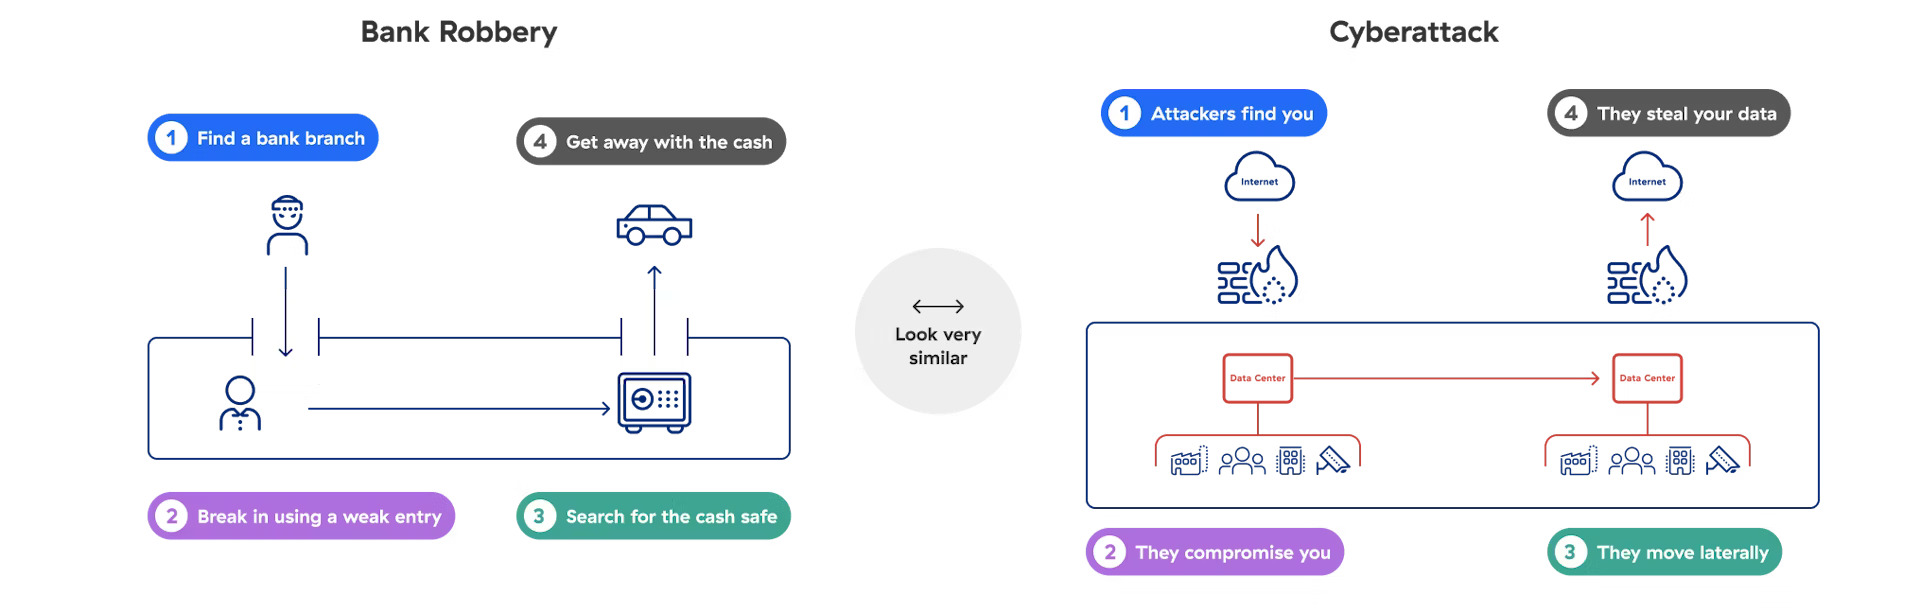 Bank Robbery
1 Find a bank branch
4 Get away with the cash
2 Break in using a weak entry
3 Search for the cash safe
Look very
similar
Cyberattack
1 Attackers find you
4 They steal your data
Internet
Internet
Data Center
Data Center
2 They compromise you
3 They move laterally